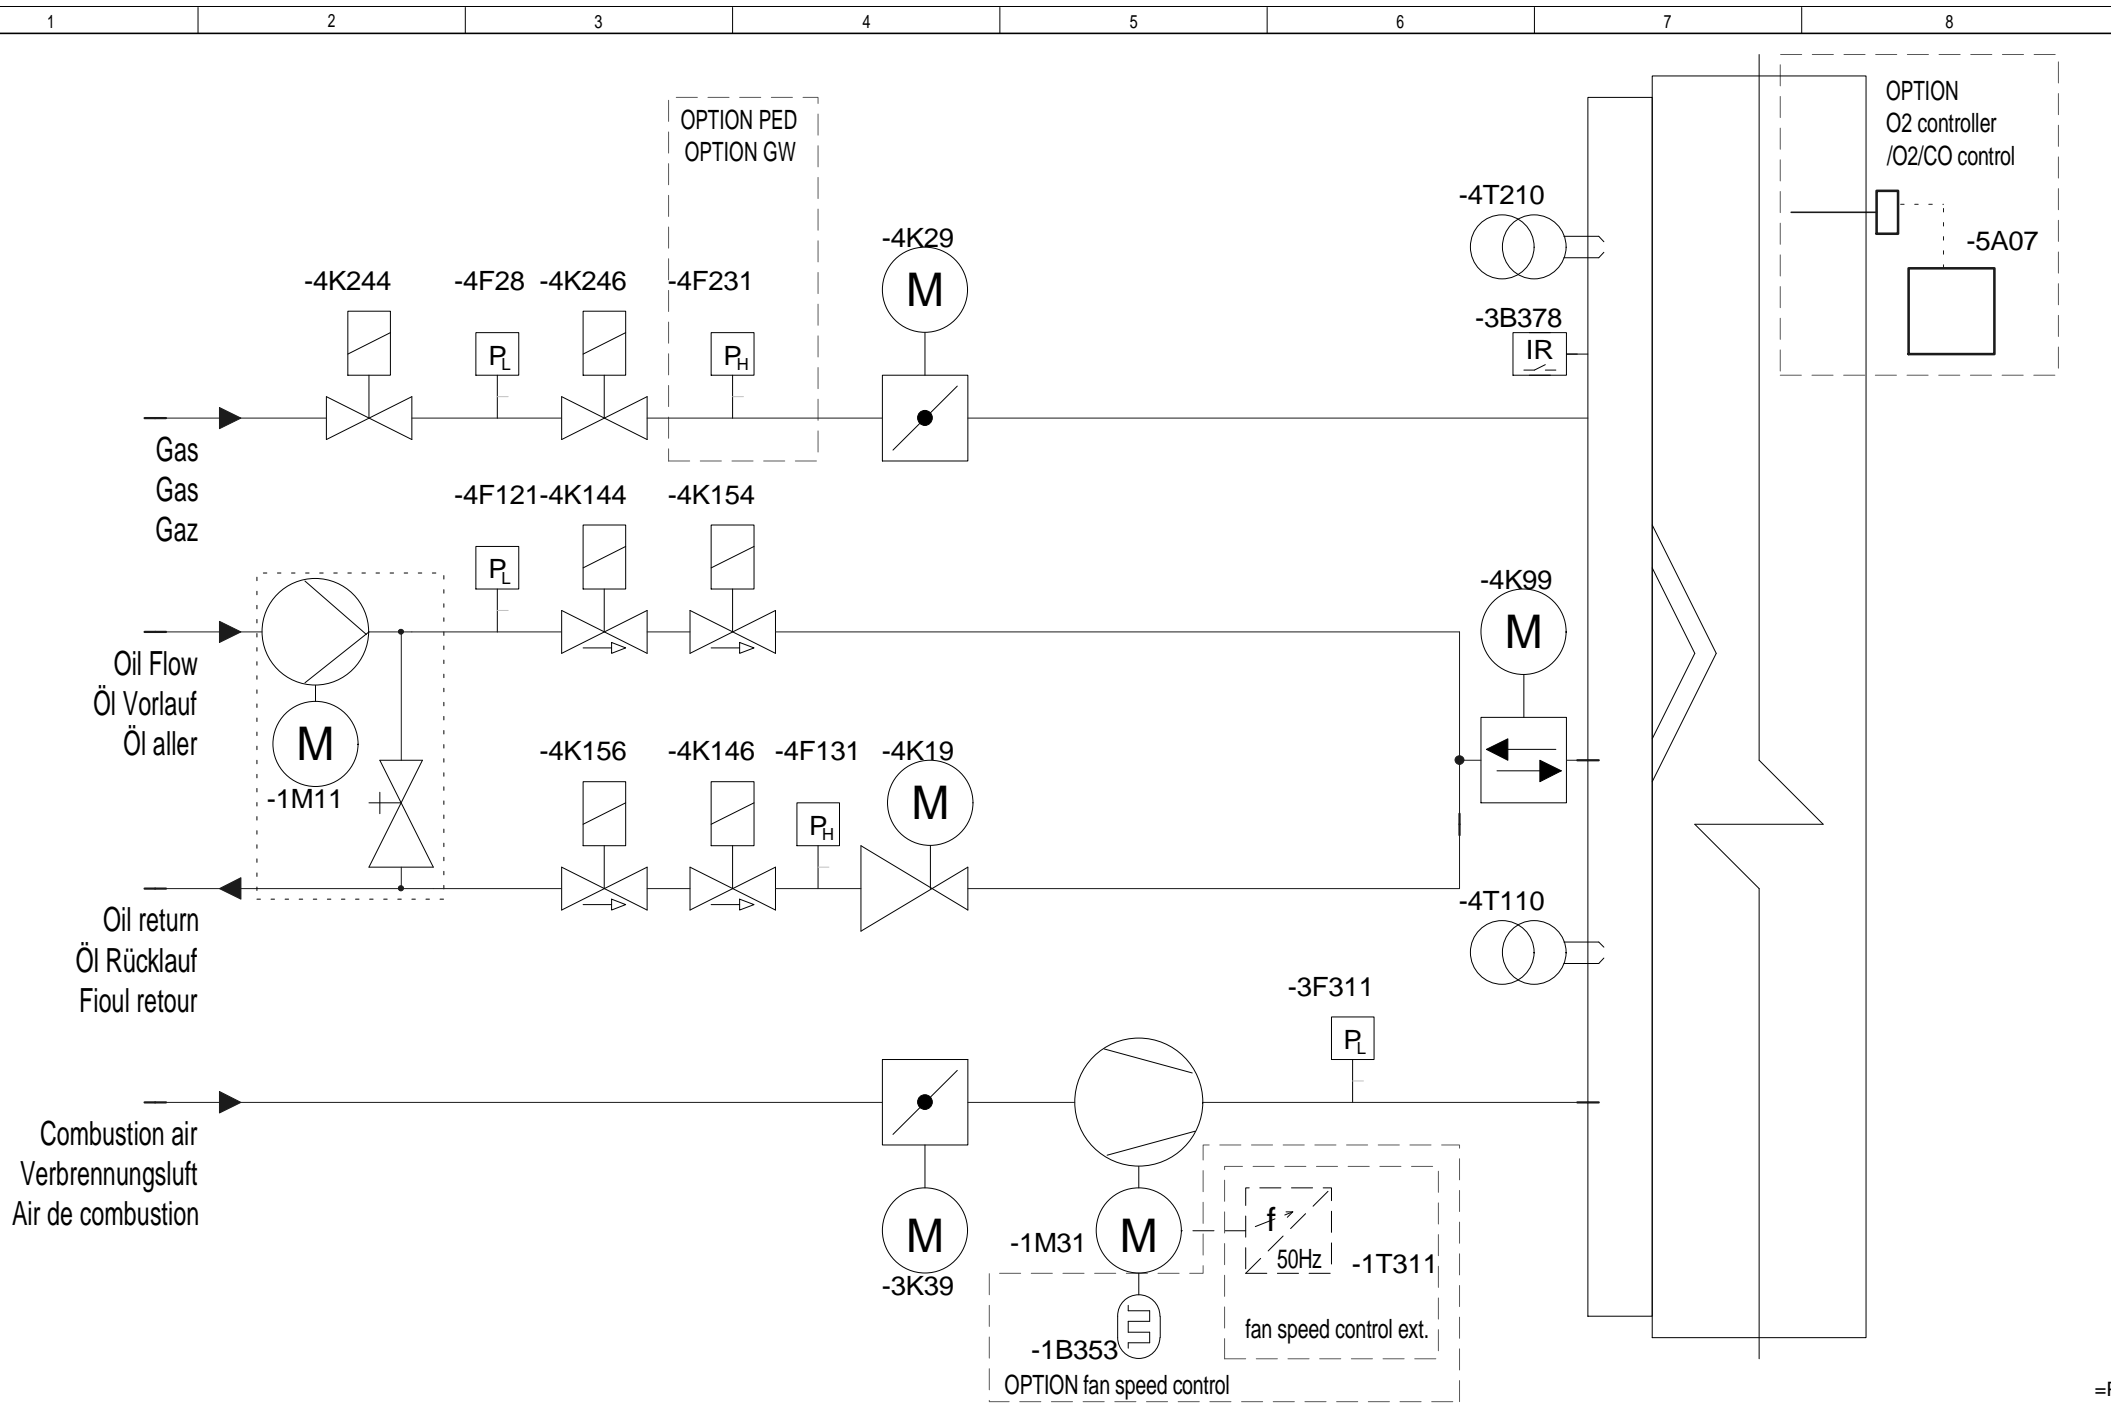 1 2 3 4 5 6 7 8
OPTION PED
OPTION GW
OPTION
O2 controller
/O2/CO control
-4T210
-5A07
-4K29
-4K244 -4F28 -4K246 -4F231
-3B378
PL
PH
M
IR
Gas
Gas
Gaz
-4F121 -4K144 -4K154
PL
-4K99
M
Oil Flow
Öl Vorlauf
Öl aller
M
-1M11
-4K156 -4K146 -4F131 -4K19
PH
M
-4T110
Oil return
Öl Rücklauf
Fioul retour
-3F311
PL
Combustion air
Verbrennungsluft
Air de combustion
M
-3K39
-1M31
M
f
50Hz
-1T311
fan speed control ext.
-1B353
OPTION fan speed control